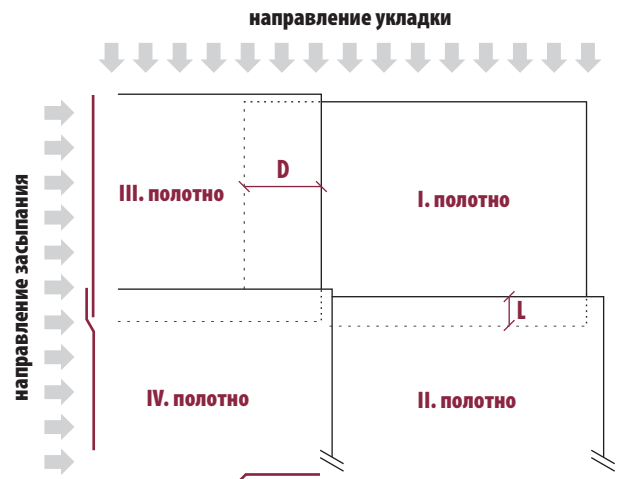 направление укладки
направление засыпания
D
III. полотно
I. полотно
L
IV. полотно
II. полотно